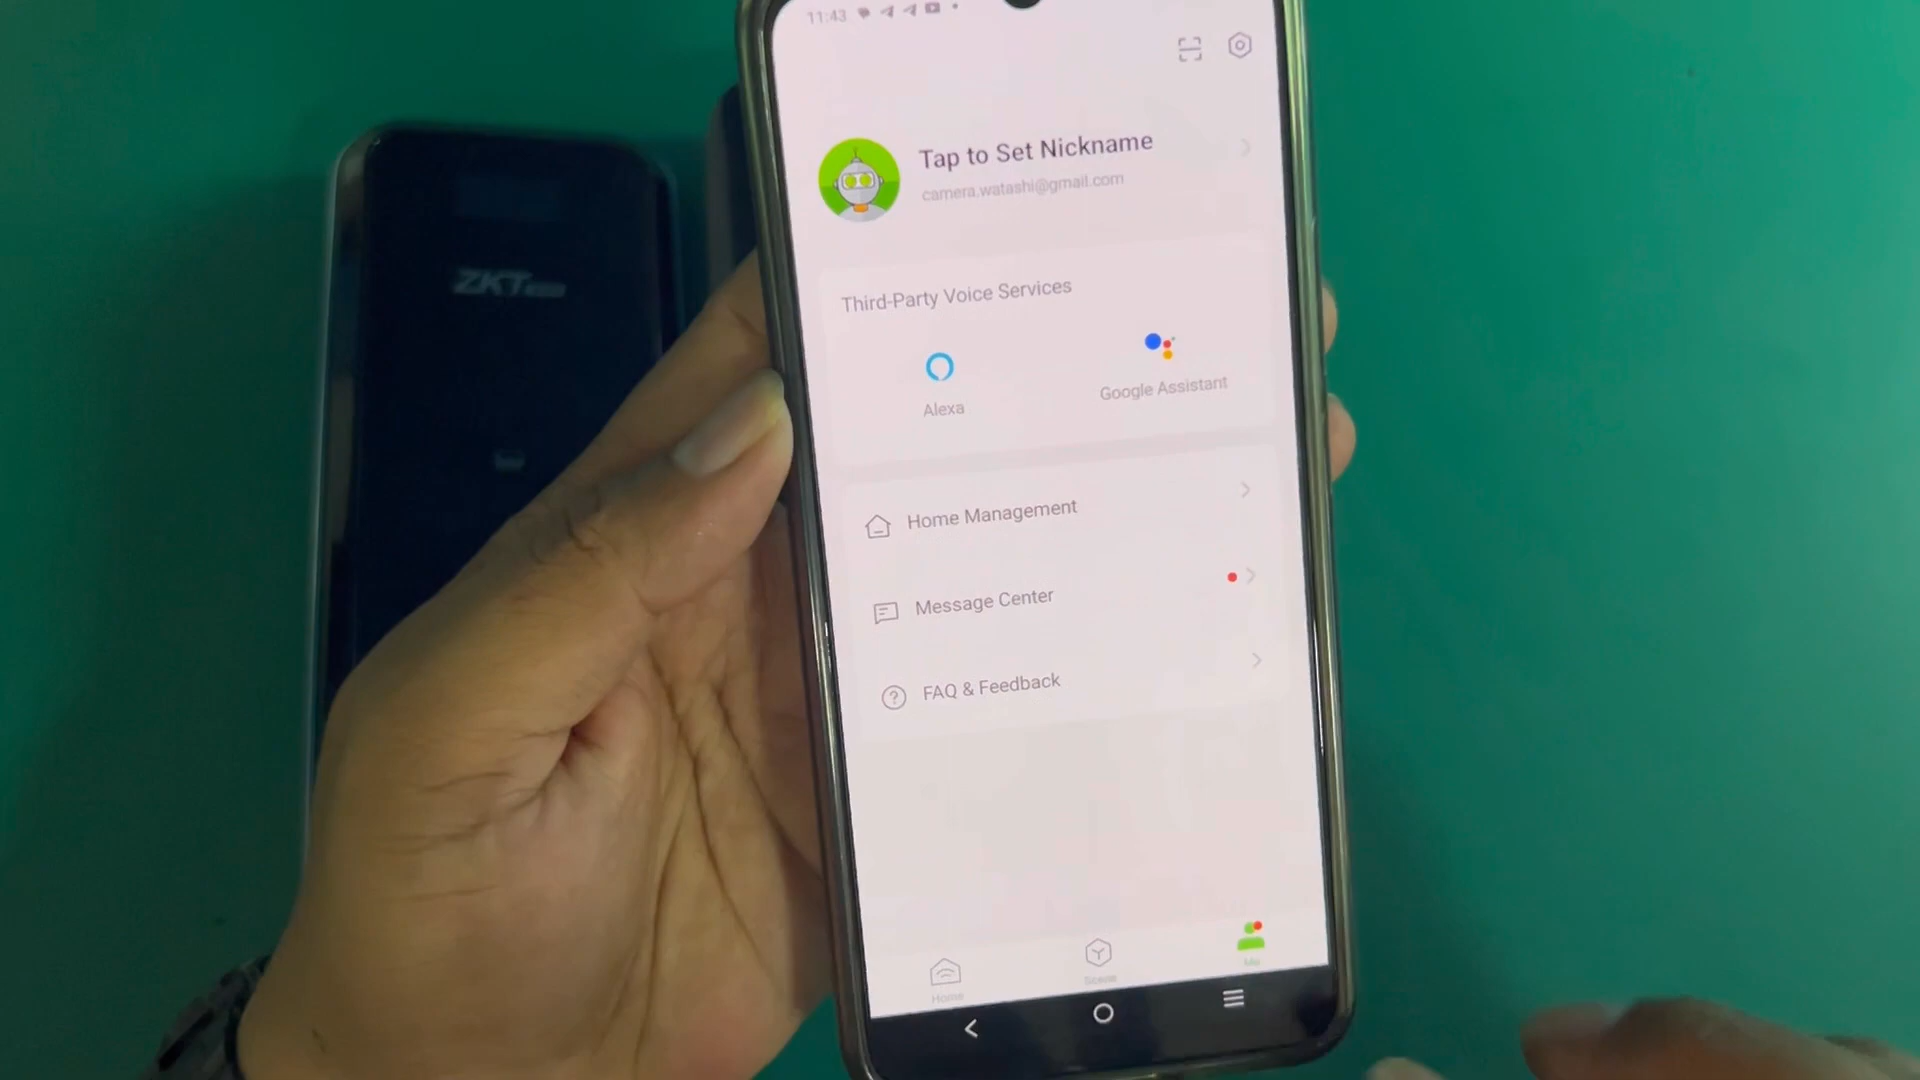 11:43
Tap to Set Nickname
camera.watashi@gmail.com
Third-Party Voice Services
Alexa
Google Assistant
Home Management
Message Center
FAQ & Feedback
Home
Scene
Me
ZKT